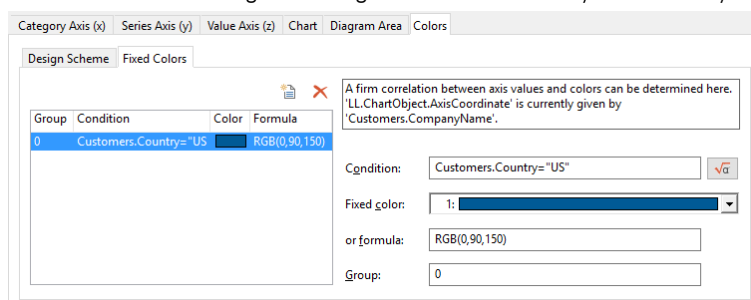 Category Axis (x) Series Axis (y) Value Axis (z) Chart Diagram Area Colors
Design Scheme Fixed Colors
A firm correlation between axis values and colors can be determined here.
'LL.ChartObject.AxisCoordinate' is currently given by
'Customers.CompanyName'.
Group Condition Color Formula
0 Customers.Country="US RGB(0,90,150)
Condition: Customers.Country="US" √α
Fixed color: 1:
or formula: RGB(0,90,150)
Group: 0